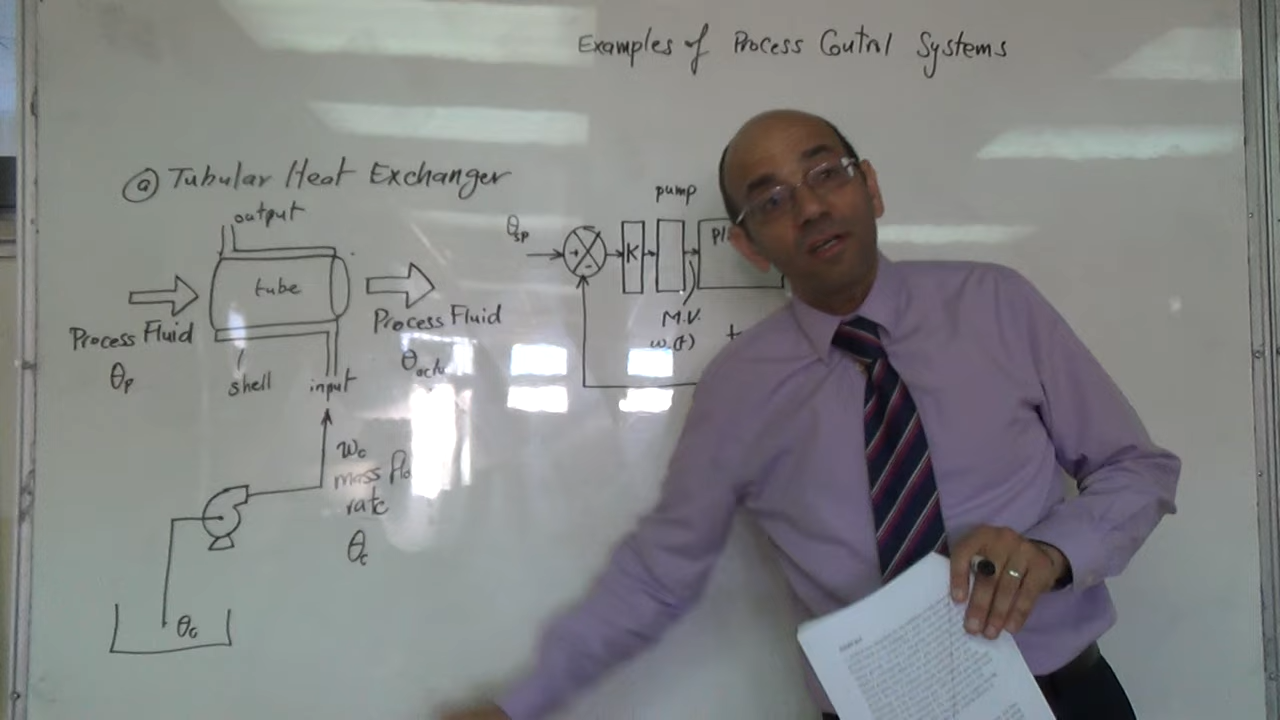 Examples of Process Control Systems
ⓐ Tubular Heat Exchanger
output
tube
Process Fluid
θp
shell
input
Process Fluid
wc
mass
rate
θc
θc
θsp
+
-
K
pump
M.V.
w(t)